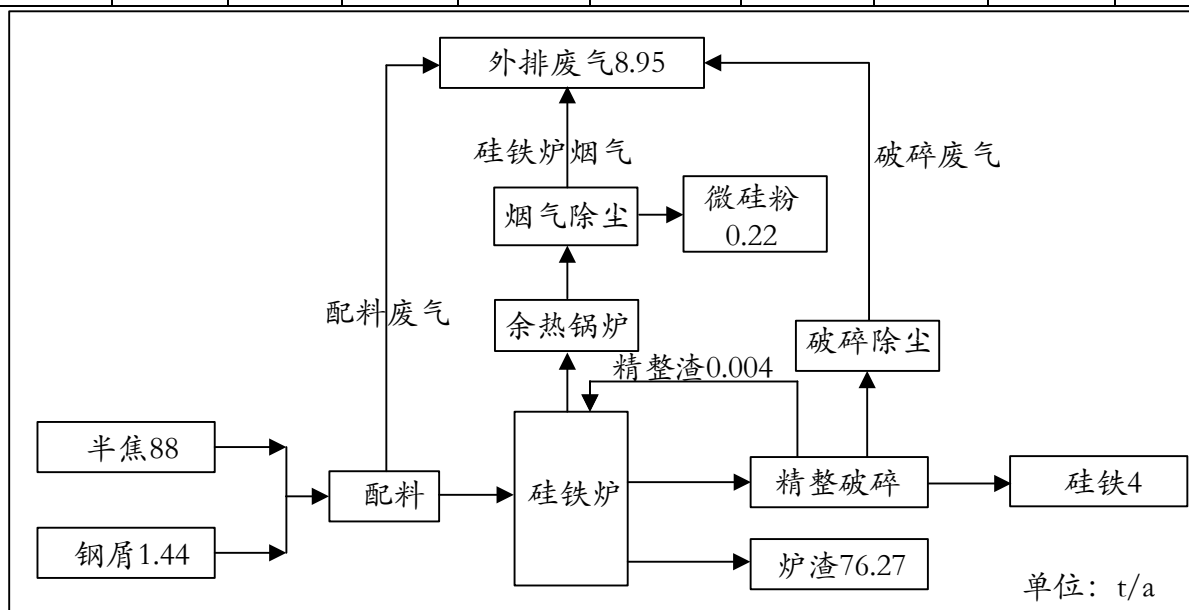 外排废气8.95
硅铁炉烟气
破碎废气
烟气除尘
微硅粉
0.22
配料废气
余热锅炉
破碎除尘
精整渣0.004
半焦88
配料
硅铁炉
精整破碎
硅铁4
钢屑1.44
炉渣76.27
单位：t/a